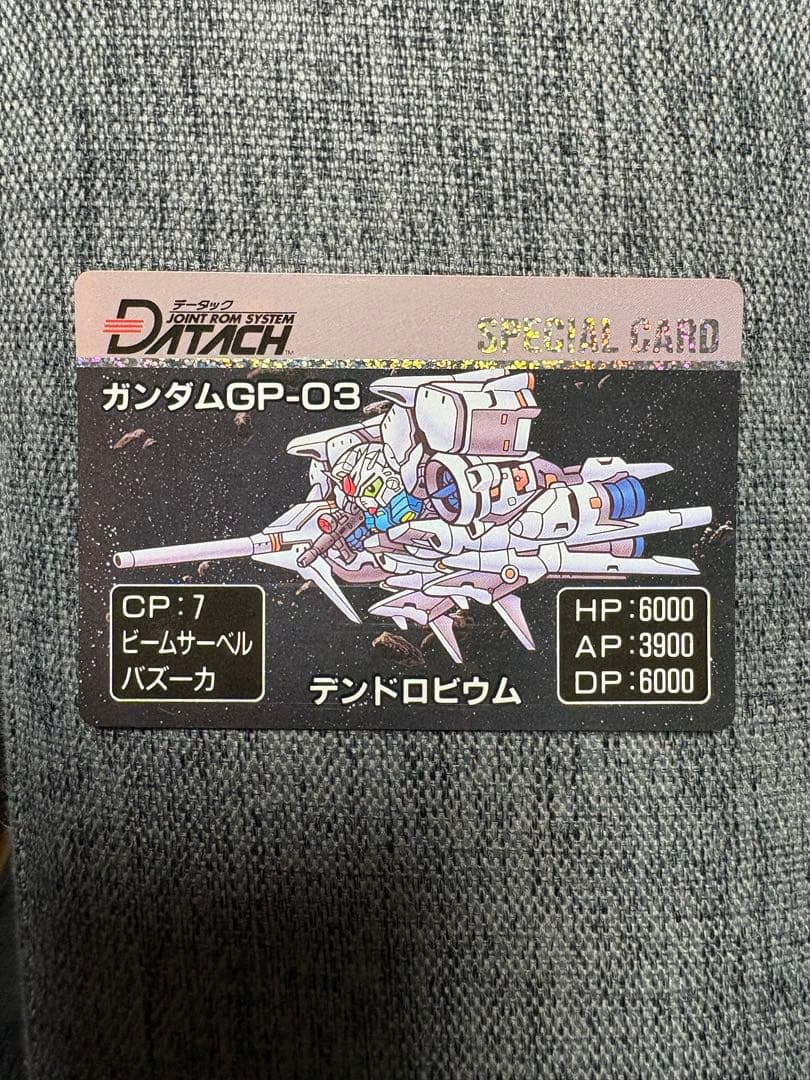 データック
JOINT ROM SYSTEM
DATACH™
SPECIAL CARD
ガンダムGP-03
CP:7
ビームサーベル
バズーカ
デンドロビウム
HP:6000
AP:3900
DP:6000